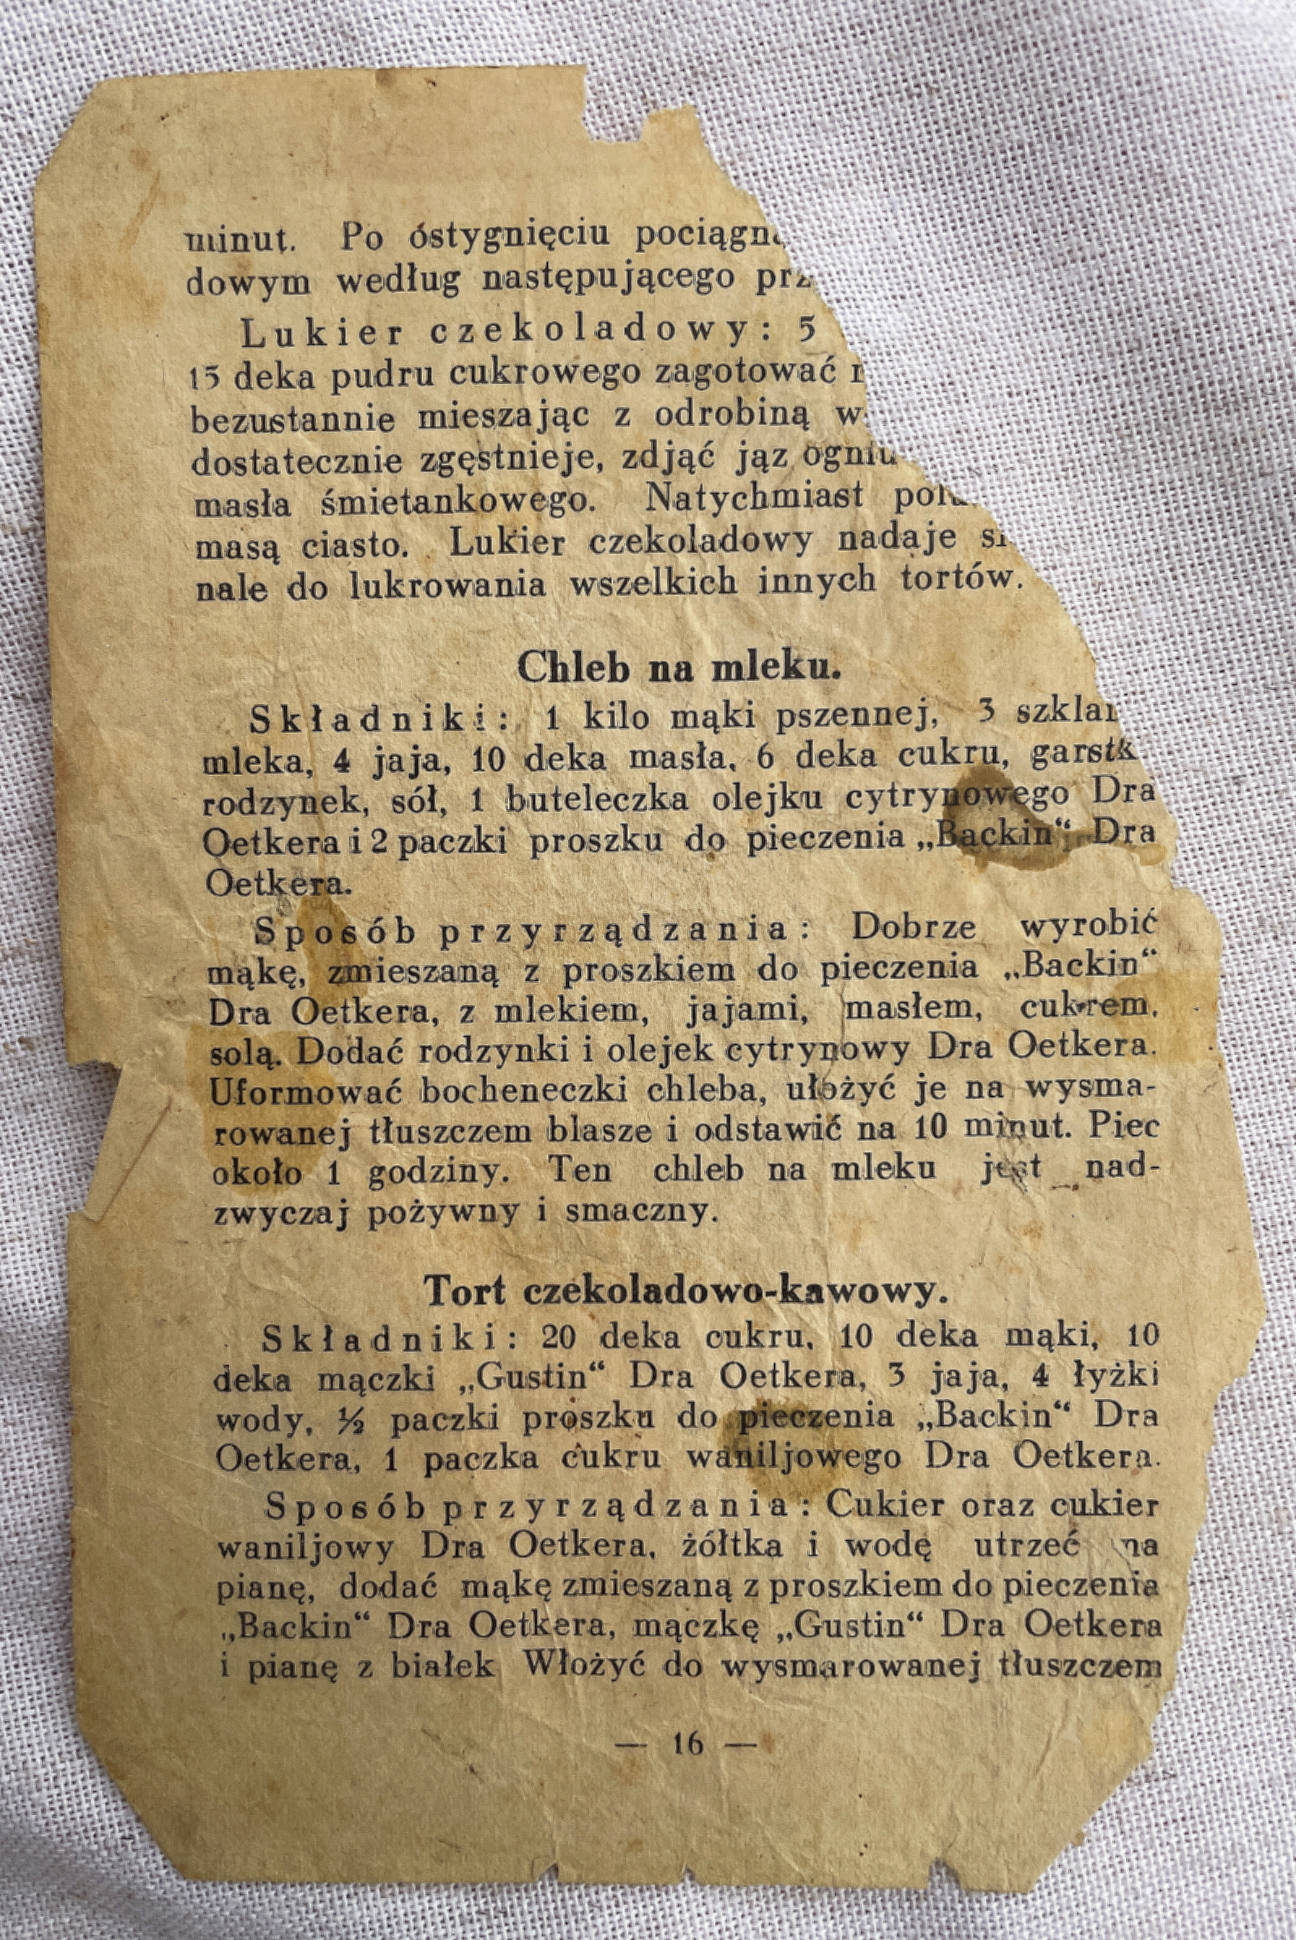 minut. Po óstygnięciu
dowym według następującego
Lukier czekoladowy: 5
15 deka pudru cukrowego zagotować
bezustannie mieszając z odrobiną
dostatecznie zgęstnieje, zdjąć jąz ogniu
masła śmietankowego. Natychmiast
masą ciasto. Lukier czekoladowy nadaje
nale do lukrowania wszelkich innych tortów.
Chleb na mleku.
Składniki: 1 kilo mąki pszennej, 3
mleka, 4 jaja, 10 deka masła, 6 deka cukru,
rodzynek, sól, 1 buteleczka olejku cytrynowego Dra
Oetkera i 2 paczki proszku do pieczenia „Backin“ Dra
Oetkera.
Sposób przyrządzania: Dobrze wyrobić
mąkę, zmieszaną z proszkiem do pieczenia „Backin“
Dra Oetkera, z mlekiem, jajami, masłem, cukrem,
solą. Dodać rodzynki i olejek cytrynowy Dra Oetkera.
Uformować bocheneczki chleba, ułożyć je na wysma-
rowanej tłuszczem blasze i odstawić na 10 minut. Piec
około 1 godziny. Ten chleb na mleku jest nad-
zwyczaj pożywny i smaczny.
Tort czekoladowo-kawowy.
Składniki: 20 deka cukru, 10 deka mąki, 10
deka mączki „Gustin“ Dra Oetkera, 3 jaja, 4 łyżki
wody, ½ paczki proszku do pieczenia „Backin“ Dra
Oetkera, 1 paczka cukru waniljowego Dra Oetkera.
Sposób przyrządzania: Cukier oraz cukier
waniljowy Dra Oetkera, żółtka i wodę utrzeć na
pianę, dodać mąkę zmieszaną z proszkiem do pieczenia
„Backin“ Dra Oetkera, mączkę „Gustin“ Dra Oetkera
i pianę z białek Włożyć do wysmarowanej tłuszczem
— 16 —